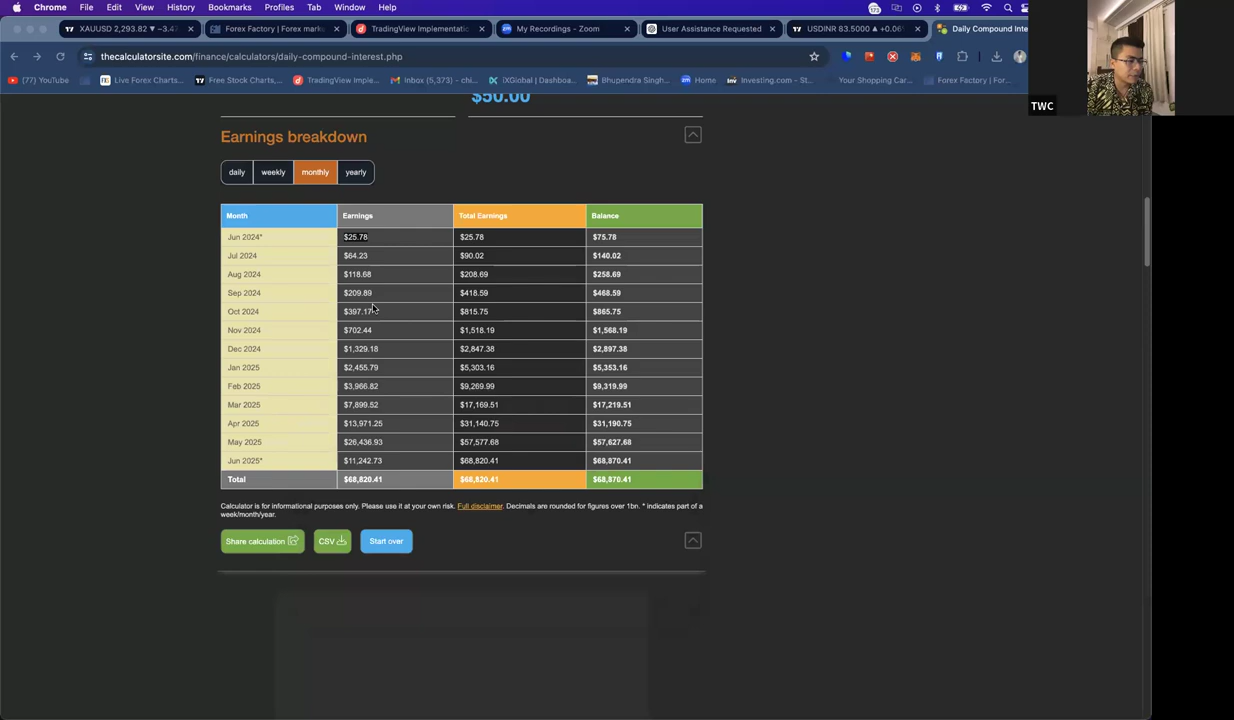 Chrome File Edit View History Bookmarks Profiles Tab Window Help
XAUUSD 2,293.82 ▼ −3.4
Forex Factory | Forex mark
TradingView Implementatic
My Recordings - Zoom
User Assistance Requested
USDINR 83.5000 ▲ +0.06
Daily Compound Inte
thecalculatorsite.com/finance/calculators/daily-compound-interest.php
(77) YouTube
Live Forex Charts,...
Free Stock Charts,...
TradingView Imple...
Inbox (5,373) - chi...
iXGlobal | Dashboa...
Bhupendra Singh...
Home
Investing.com - St...
Your Shopping Car...
Forex Factory | Fo...
TWC
$50.00
Earnings breakdown
daily weekly monthly yearly
Month Earnings Total Earnings Balance
Jun 2024* $25.78 $25.78 $75.78
Jul 2024 $64.23 $90.02 $140.02
Aug 2024 $118.68 $208.69 $258.69
Sep 2024 $209.89 $418.59 $468.59
Oct 2024 $397.17 $815.75 $865.75
Nov 2024 $702.44 $1,518.19 $1,568.19
Dec 2024 $1,329.18 $2,847.38 $2,897.38
Jan 2025 $2,455.79 $5,303.16 $5,353.16
Feb 2025 $3,966.82 $9,269.99 $9,319.99
Mar 2025 $7,899.52 $17,169.51 $17,219.51
Apr 2025 $13,971.25 $31,140.75 $31,190.75
May 2025 $26,436.93 $57,577.68 $57,627.68
Jun 2025* $11,242.73 $68,820.41 $68,870.41
Total $68,820.41 $68,820.41 $68,870.41
Calculator is for informational purposes only. Please use it at your own risk. Full disclaimer. Decimals are rounded for figures over 1bn. * indicates part of a
week/month/year.
Share calculation CSV Start over